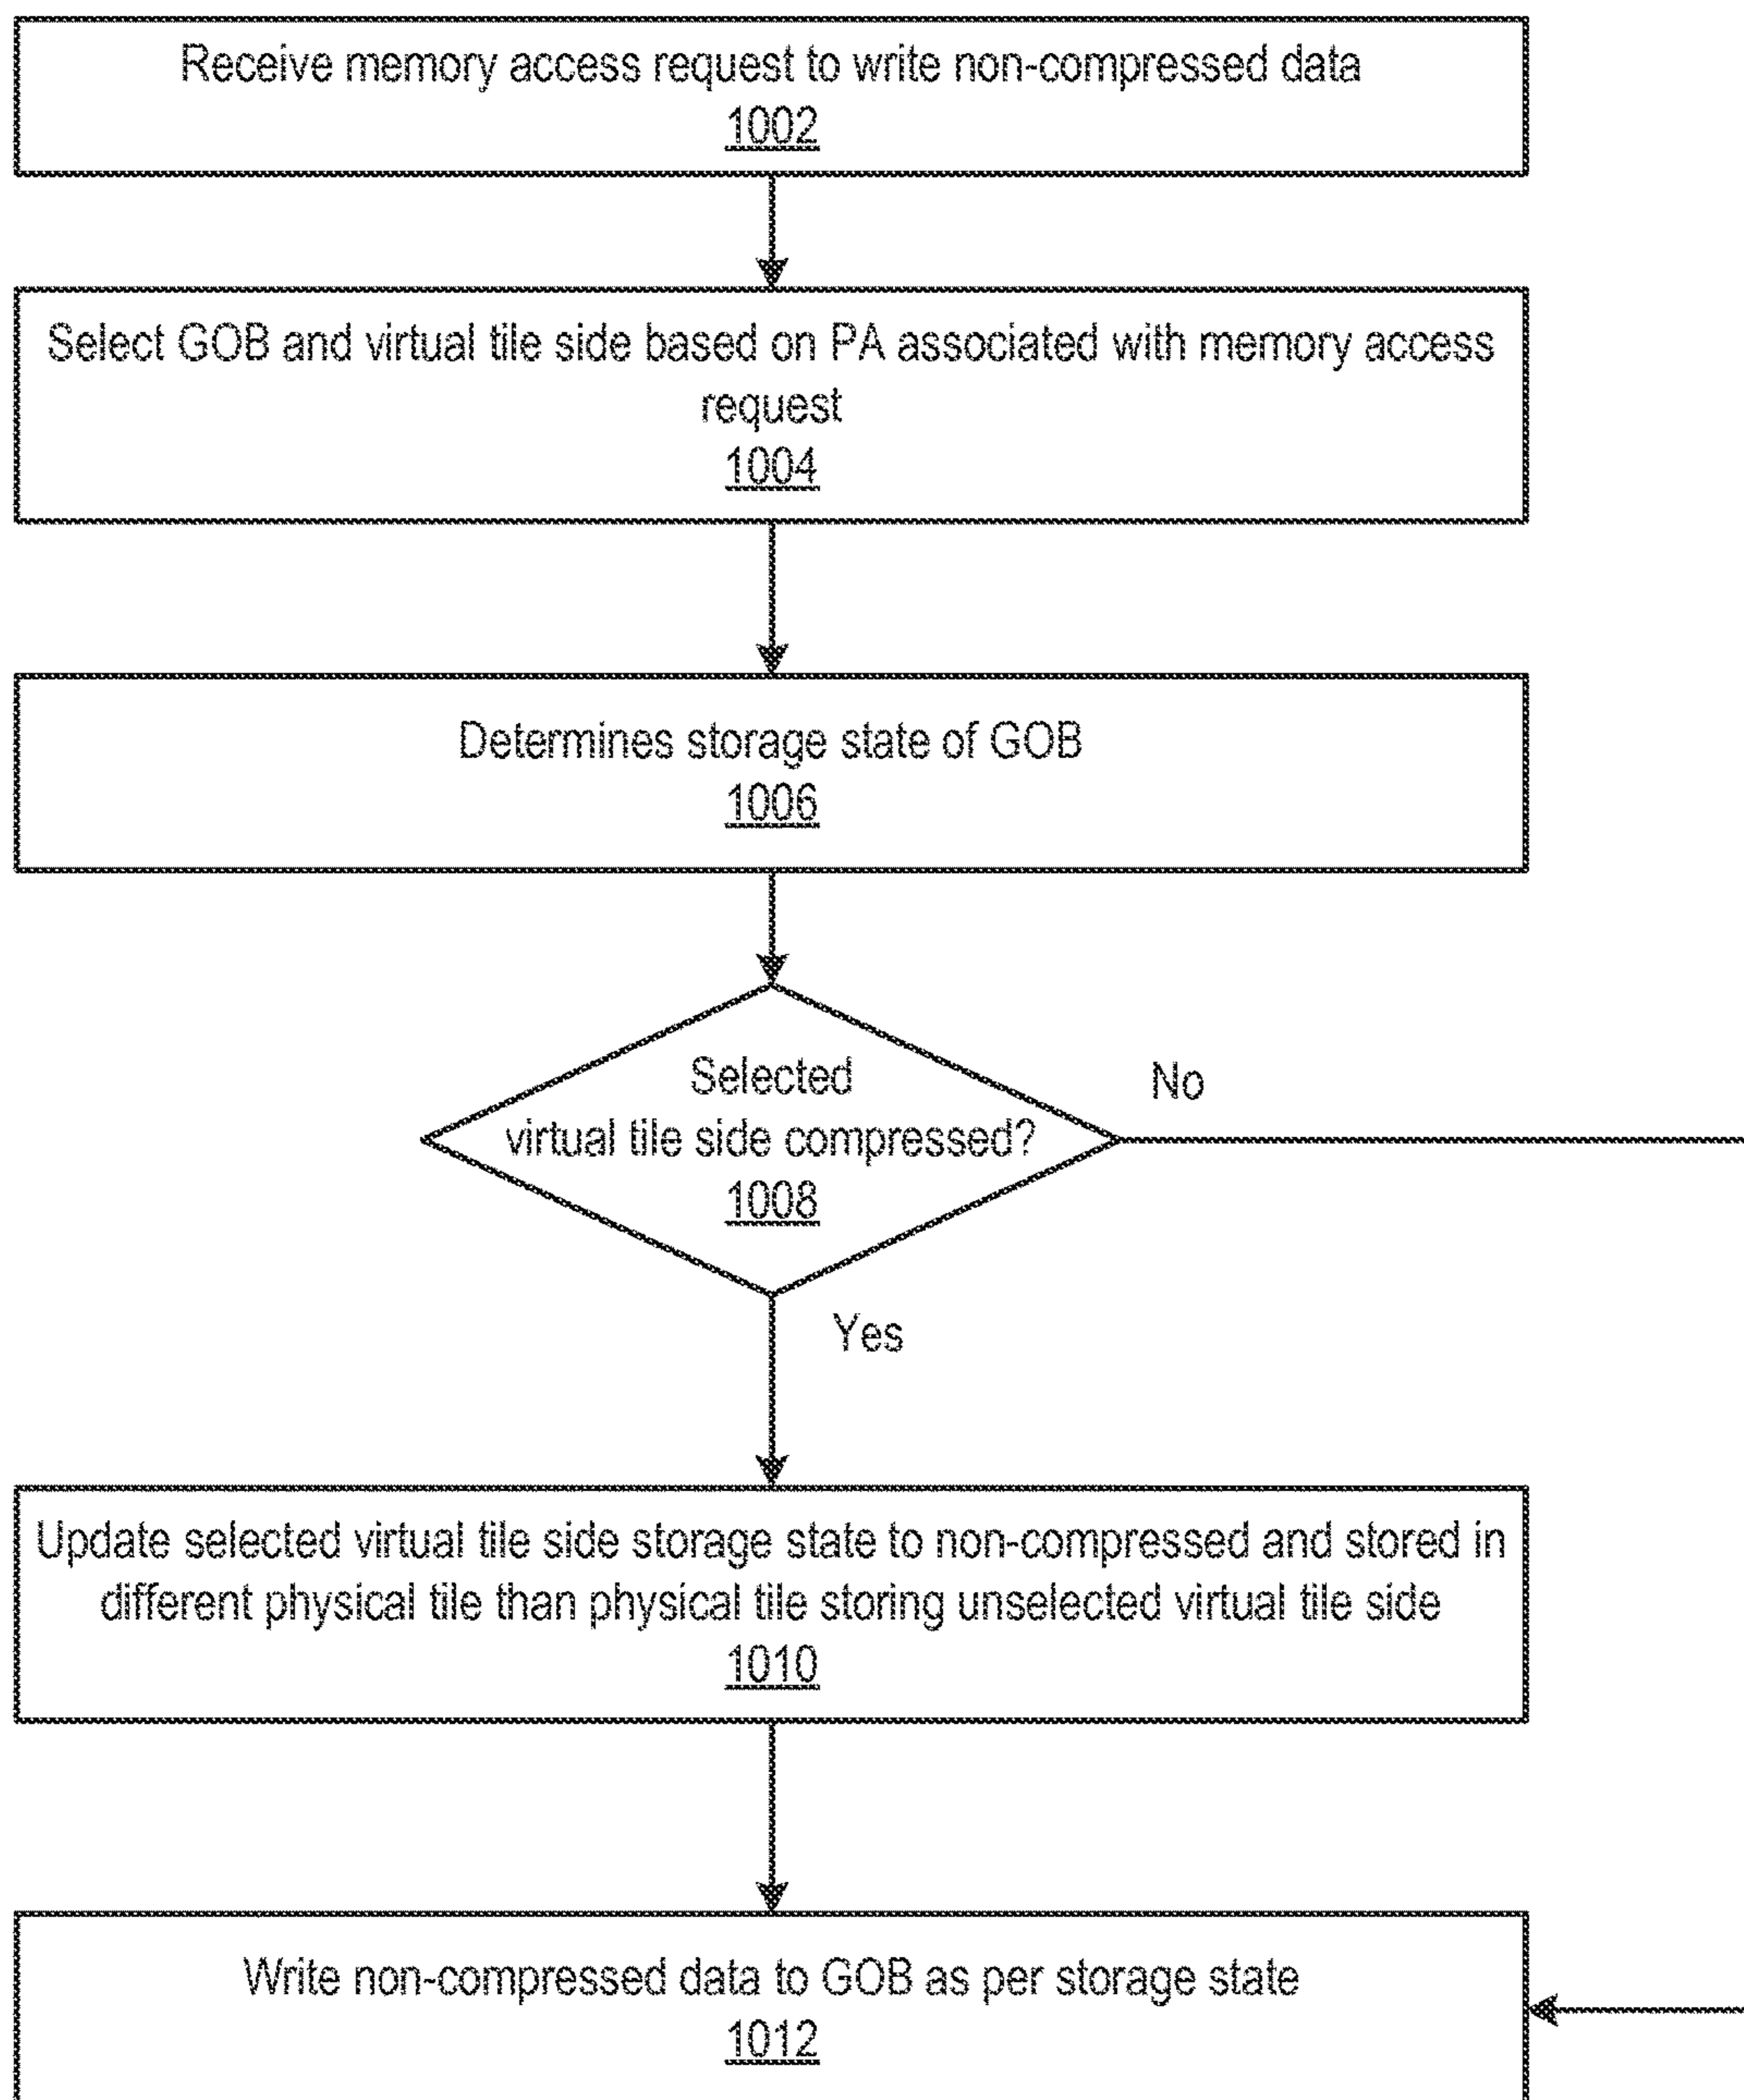 Receive memory access request to write non-compressed data
1002
Select GOB and virtual tile side based on PA associated with memory access
request
1004
Determines storage state of GOB
1006
Selected
virtual tile side compressed?
1008
No
Yes
Update selected virtual tile side storage state to non-compressed and stored in
different physical tile than physical tile storing unselected virtual tile side
1010
Write non-compressed data to GOB as per storage state
1012